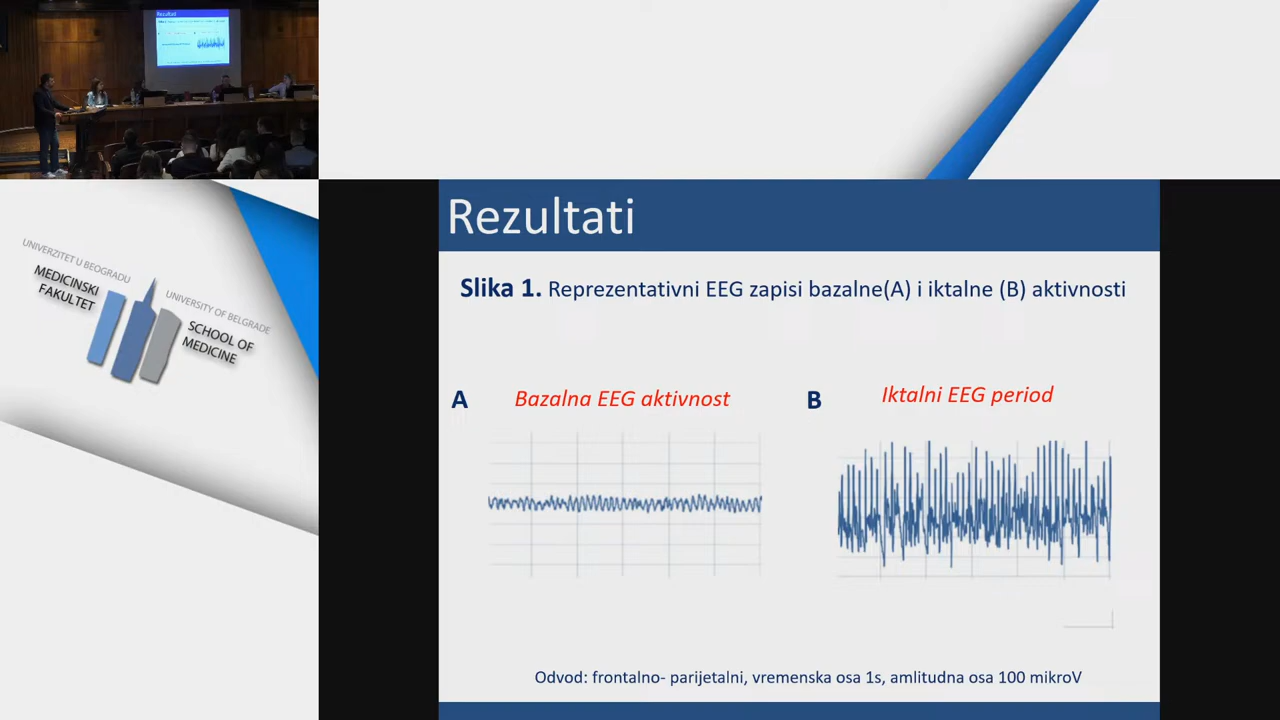 Rezultati
UNIVERZITET U BEOGRADU
MEDICINSKI
FAKULTET
UNIVERSITY OF BELGRADE
SCHOOL OF
MEDICINE
Rezultati
Slika 1. Reprezentativni EEG zapisi bazalne(A) i iktalne (B) aktivnosti
A Bazalna EEG aktivnost
B Iktalni EEG period
Odvod: frontalno- parijetalni, vremenska osa 1s, amlitudna osa 100 mikroV